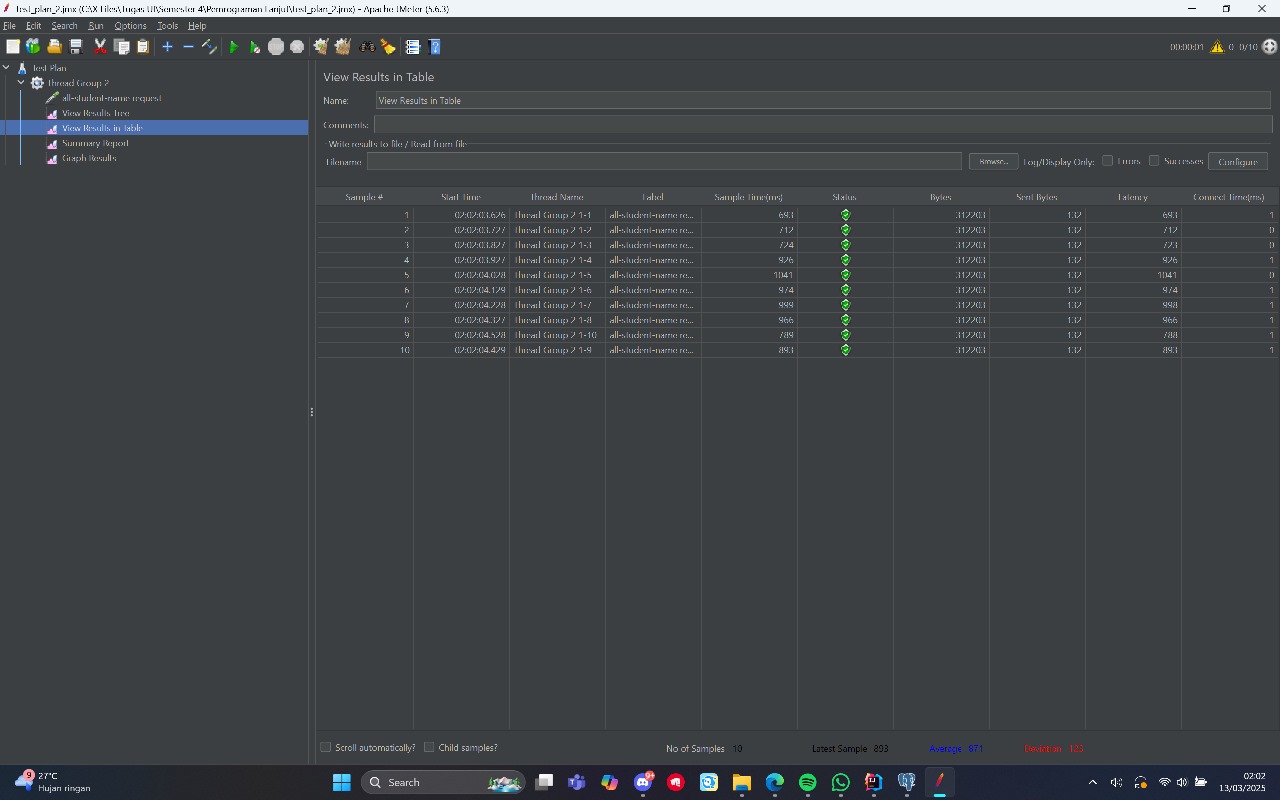 test_plan_2.jmx (C:\X Files\Tugas UI\Semester 4\Pemrograman Lanjut\test_plan_2.jmx) - Apache JMeter (5.6.3)
File Edit Search Run Options Tools Help
00:00:01 0 0/10
Test Plan
Thread Group 2
all-student-name request
View Results Tree
View Results in Table
Summary Report
Graph Results
View Results in Table
Name: View Results in Table
Comments:
Write results to file / Read from file
Filename Browse... Log/Display Only: Errors Successes Configure
Sample # Start Time Thread Name Label Sample Time(ms) Status Bytes Sent Bytes Latency Connect Time(ms)
1 02:02:03.626 Thread Group 2 1-1 all-student-name re... 693 312203 132 693 1
2 02:02:03.727 Thread Group 2 1-2 all-student-name re... 712 312203 132 712 0
3 02:02:03.827 Thread Group 2 1-3 all-student-name re... 724 312203 132 723 0
4 02:02:03.927 Thread Group 2 1-4 all-student-name re... 926 312203 132 926 1
5 02:02:04.028 Thread Group 2 1-5 all-student-name re... 1041 312203 132 1041 0
6 02:02:04.129 Thread Group 2 1-6 all-student-name re... 974 312203 132 974 1
7 02:02:04.228 Thread Group 2 1-7 all-student-name re... 999 312203 132 998 1
8 02:02:04.327 Thread Group 2 1-8 all-student-name re... 966 312203 132 966 1
9 02:02:04.528 Thread Group 2 1-10 all-student-name re... 789 312203 132 788 1
10 02:02:04.429 Thread Group 2 1-9 all-student-name re... 893 312203 132 893 1
Scroll automatically? Child samples? No of Samples 10 Latest Sample 893 Average 871 Deviation 123
9 27°C
Hujan ringan
Search
9+
02:02
13/03/2025